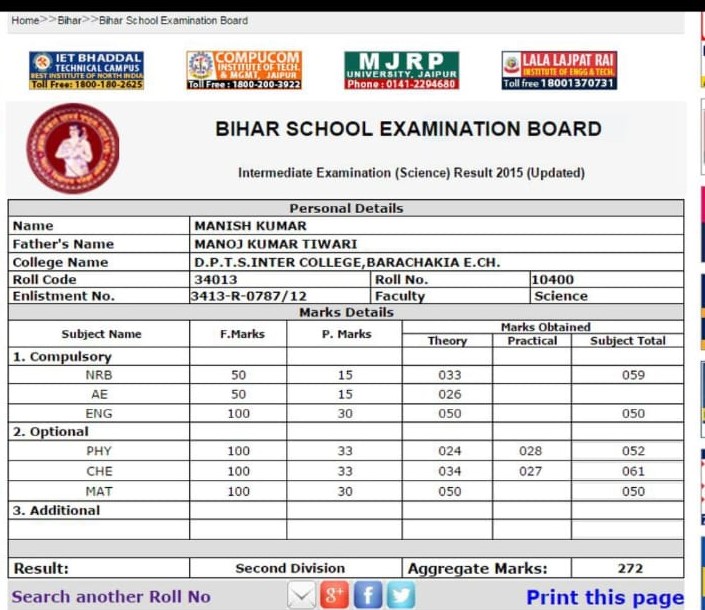 Home>>Bihar>>Bihar School Examination Board
IET BHADDAL
TECHNICAL CAMPUS
BEST INSTITUTE OF NORTH INDIA
Toll Free: 1800-180-2625
COMPUCOM
INSTITUTE OF TECH.
& MGMT, JAIPUR
Toll Free : 1800-200-3922
MJRP
UNIVERSITY, JAIPUR
Phone : 0141-2294680
LALA LAJPAT RAI
INSTITUTE OF ENGG & TECH.
Toll free 18001370731
BIHAR SCHOOL EXAMINATION BOARD
Intermediate Examination (Science) Result 2015 (Updated)
Personal Details
Name MANISH KUMAR
Father's Name MANOJ KUMAR TIWARI
College Name D.P.T.S.INTER COLLEGE,BARACHAKIA E.CH.
Roll Code 34013 Roll No. 10400
Enlistment No. 3413-R-0787/12 Faculty Science
Marks Details
Subject Name F.Marks P. Marks Marks Obtained
Theory Practical Subject Total
1. Compulsory
NRB 50 15 033 059
AE 50 15 026
ENG 100 30 050 050
2. Optional
PHY 100 33 024 028 052
CHE 100 33 034 027 061
MAT 100 30 050 050
3. Additional
Result: Second Division Aggregate Marks: 272
Search another Roll No Print this page